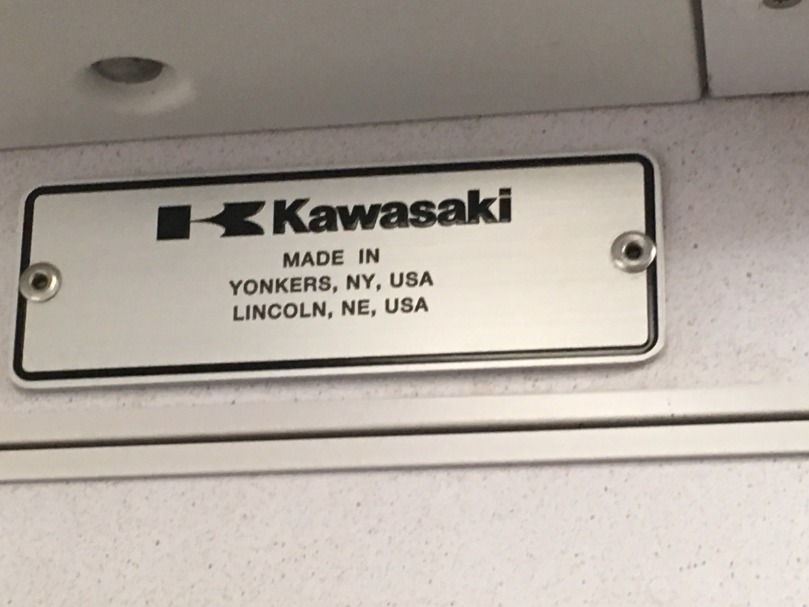 Kawasaki
MADE IN
YONKERS, NY, USA
LINCOLN, NE, USA